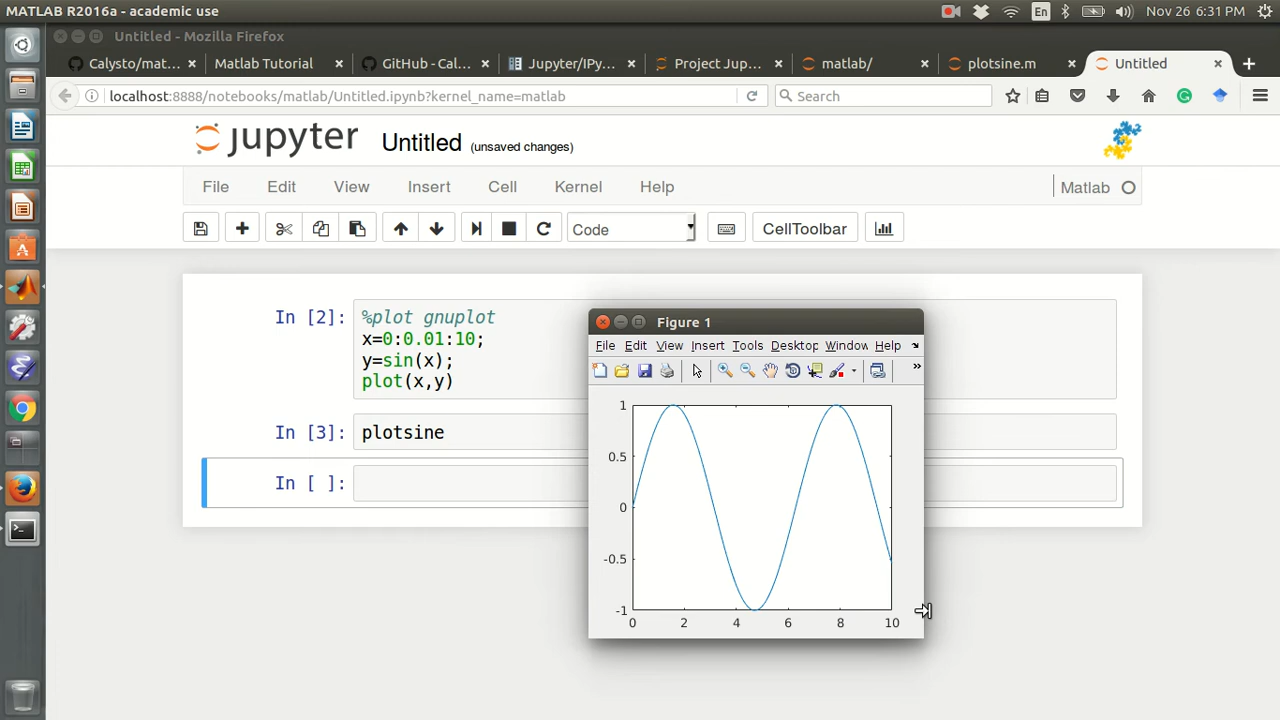 MATLAB R2016a - academic use
En
Nov 26 6:31 PM
Untitled - Mozilla Firefox
Calysto/mat...
Matlab Tutorial
GitHub - Cal...
Jupyter/IPy...
Project Jup...
matlab/
plotsine.m
Untitled
localhost:8888/notebooks/matlab/Untitled.ipynb?kernel_name=matlab
Search
jupyter Untitled (unsaved changes)
File Edit View Insert Cell Kernel Help
Matlab
Code
CellToolbar
In [2]:
%plot gnuplot
x=0:0.01:10;
y=sin(x);
plot(x,y)
In [3]: plotsine
In [ ]:
Figure 1
File Edit View Insert Tools Desktop Window Help
1
0.5
0
-0.5
-1
0 2 4 6 8 10